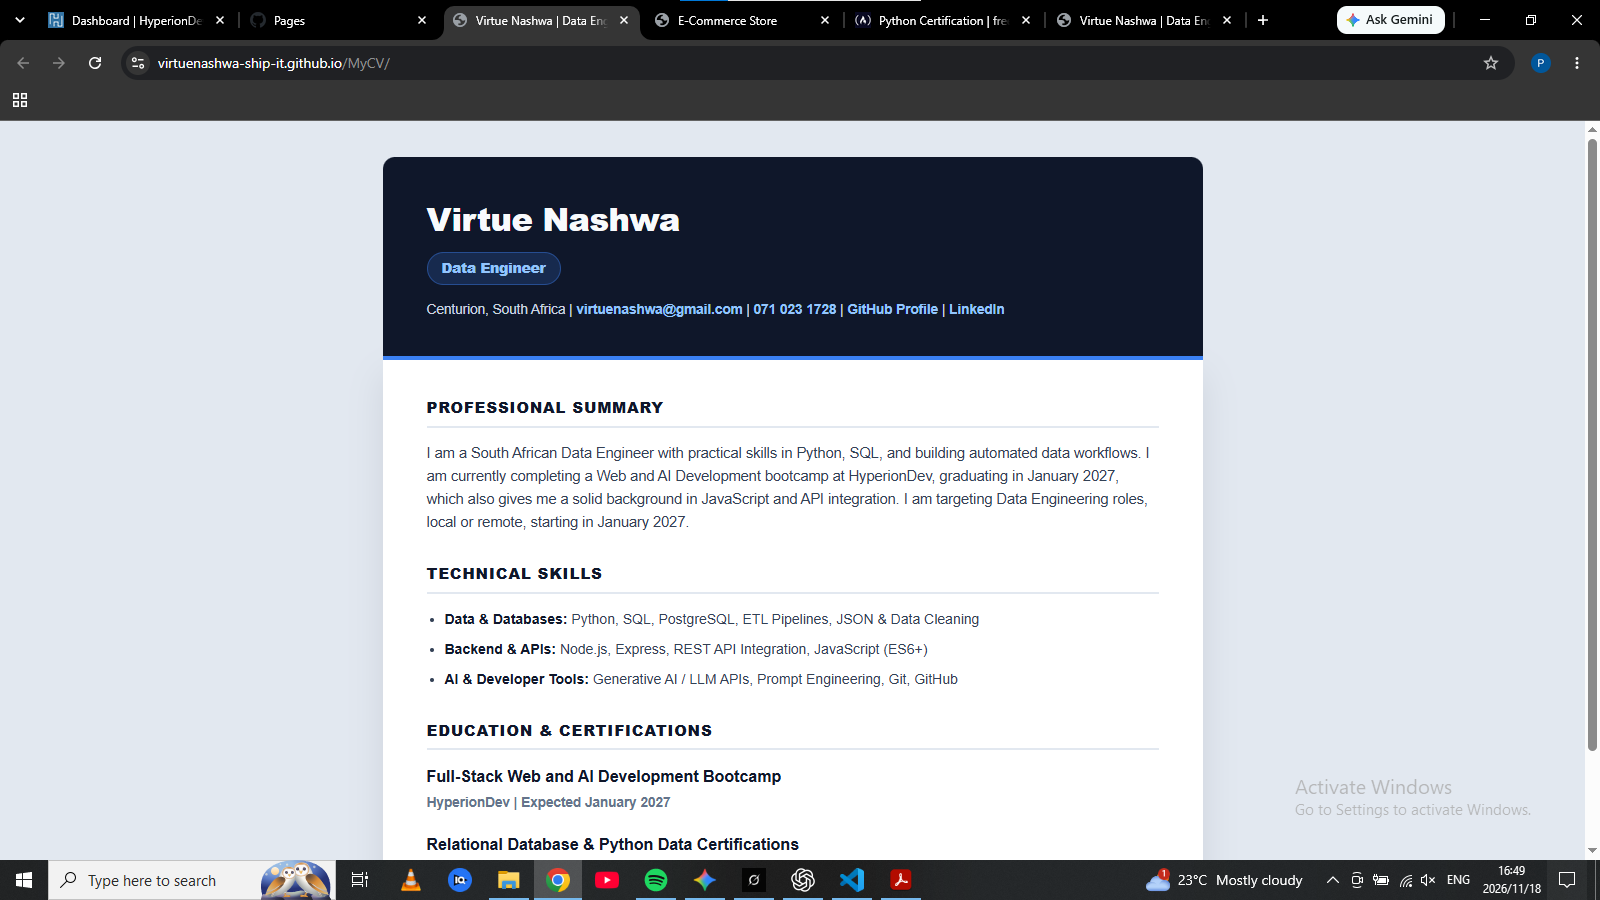 Dashboard | HyperionDe
Pages
Virtue Nashwa | Data Eng
E-Commerce Store
Python Certification | fre
Virtue Nashwa | Data En
Ask Gemini
virtuenashwa-ship-it.github.io/MyCV/
P
Virtue Nashwa
Data Engineer
Centurion, South Africa | virtuenashwa@gmail.com | 071 023 1728 | GitHub Profile | LinkedIn
PROFESSIONAL SUMMARY
I am a South African Data Engineer with practical skills in Python, SQL, and building automated data workflows. I
am currently completing a Web and AI Development bootcamp at HyperionDev, graduating in January 2027,
which also gives me a solid background in JavaScript and API integration. I am targeting Data Engineering roles,
local or remote, starting in January 2027.
TECHNICAL SKILLS
• Data & Databases: Python, SQL, PostgreSQL, ETL Pipelines, JSON & Data Cleaning
• Backend & APIs: Node.js, Express, REST API Integration, JavaScript (ES6+)
• AI & Developer Tools: Generative AI / LLM APIs, Prompt Engineering, Git, GitHub
EDUCATION & CERTIFICATIONS
Full-Stack Web and AI Development Bootcamp
HyperionDev | Expected January 2027
Relational Database & Python Data Certifications
Activate Windows
Go to Settings to activate Windows.
Type here to search
1
23°C Mostly cloudy
ENG
16:49
2026/11/18